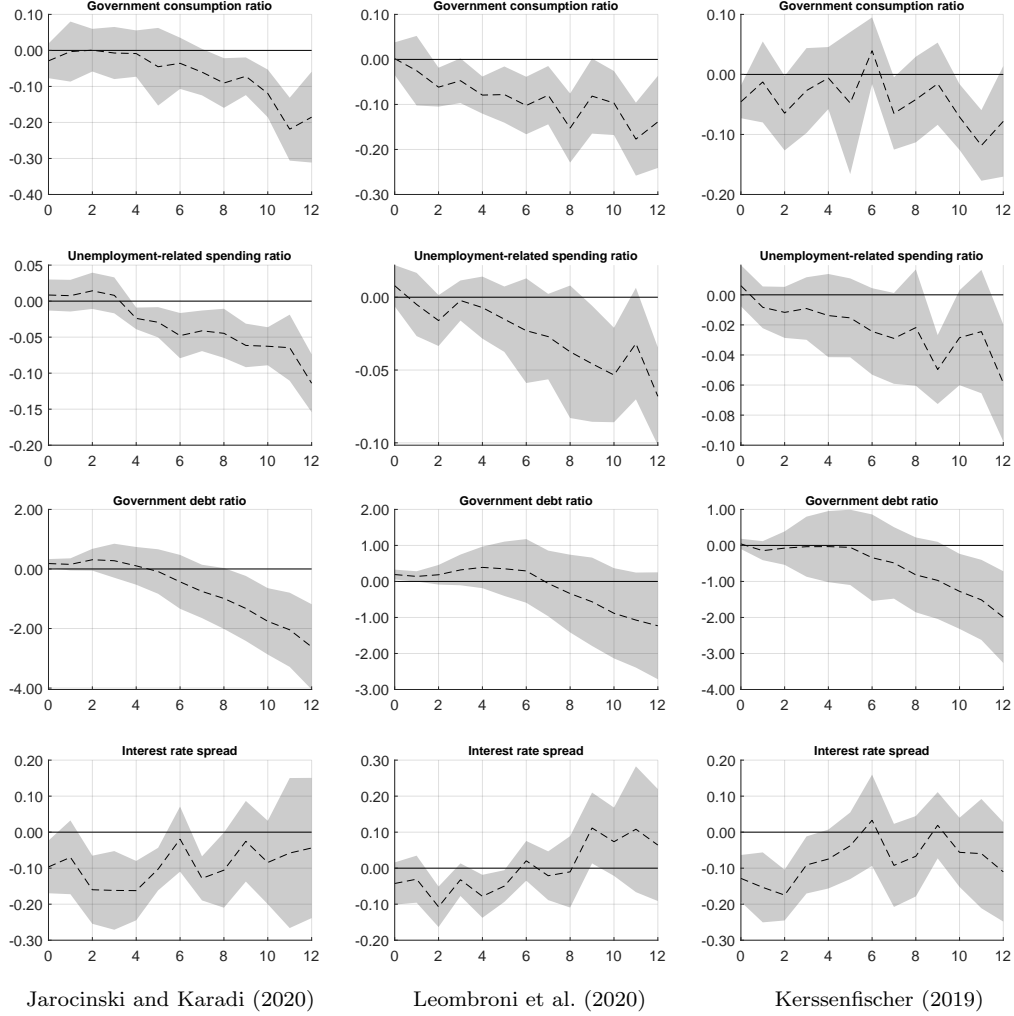 Government consumption ratio
0.10
0.00
-0.10
-0.20
-0.30
-0.40
0 2 4 6 8 10 12
Government consumption ratio
0.10
0.00
-0.10
-0.20
-0.30
0 2 4 6 8 10 12
Government consumption ratio
0.10
0.00
-0.10
-0.20
0 2 4 6 8 10 12
Unemployment-related spending ratio
0.05
0.00
-0.05
-0.10
-0.15
-0.20
0 2 4 6 8 10 12
Unemployment-related spending ratio
0.00
-0.05
-0.10
0 2 4 6 8 10 12
Unemployment-related spending ratio
0.00
-0.02
-0.04
-0.06
-0.08
-0.10
0 2 4 6 8 10 12
Government debt ratio
2.00
0.00
-2.00
-4.00
0 2 4 6 8 10 12
Government debt ratio
2.00
1.00
0.00
-1.00
-2.00
-3.00
0 2 4 6 8 10 12
Government debt ratio
1.00
0.00
-1.00
-2.00
-3.00
-4.00
0 2 4 6 8 10 12
Interest rate spread
0.20
0.10
0.00
-0.10
-0.20
-0.30
0 2 4 6 8 10 12
Interest rate spread
0.30
0.20
0.10
0.00
-0.10
-0.20
0 2 4 6 8 10 12
Interest rate spread
0.20
0.10
0.00
-0.10
-0.20
-0.30
0 2 4 6 8 10 12
Jarocinski and Karadi (2020)
Leombroni et al. (2020)
Kerssenfischer (2019)